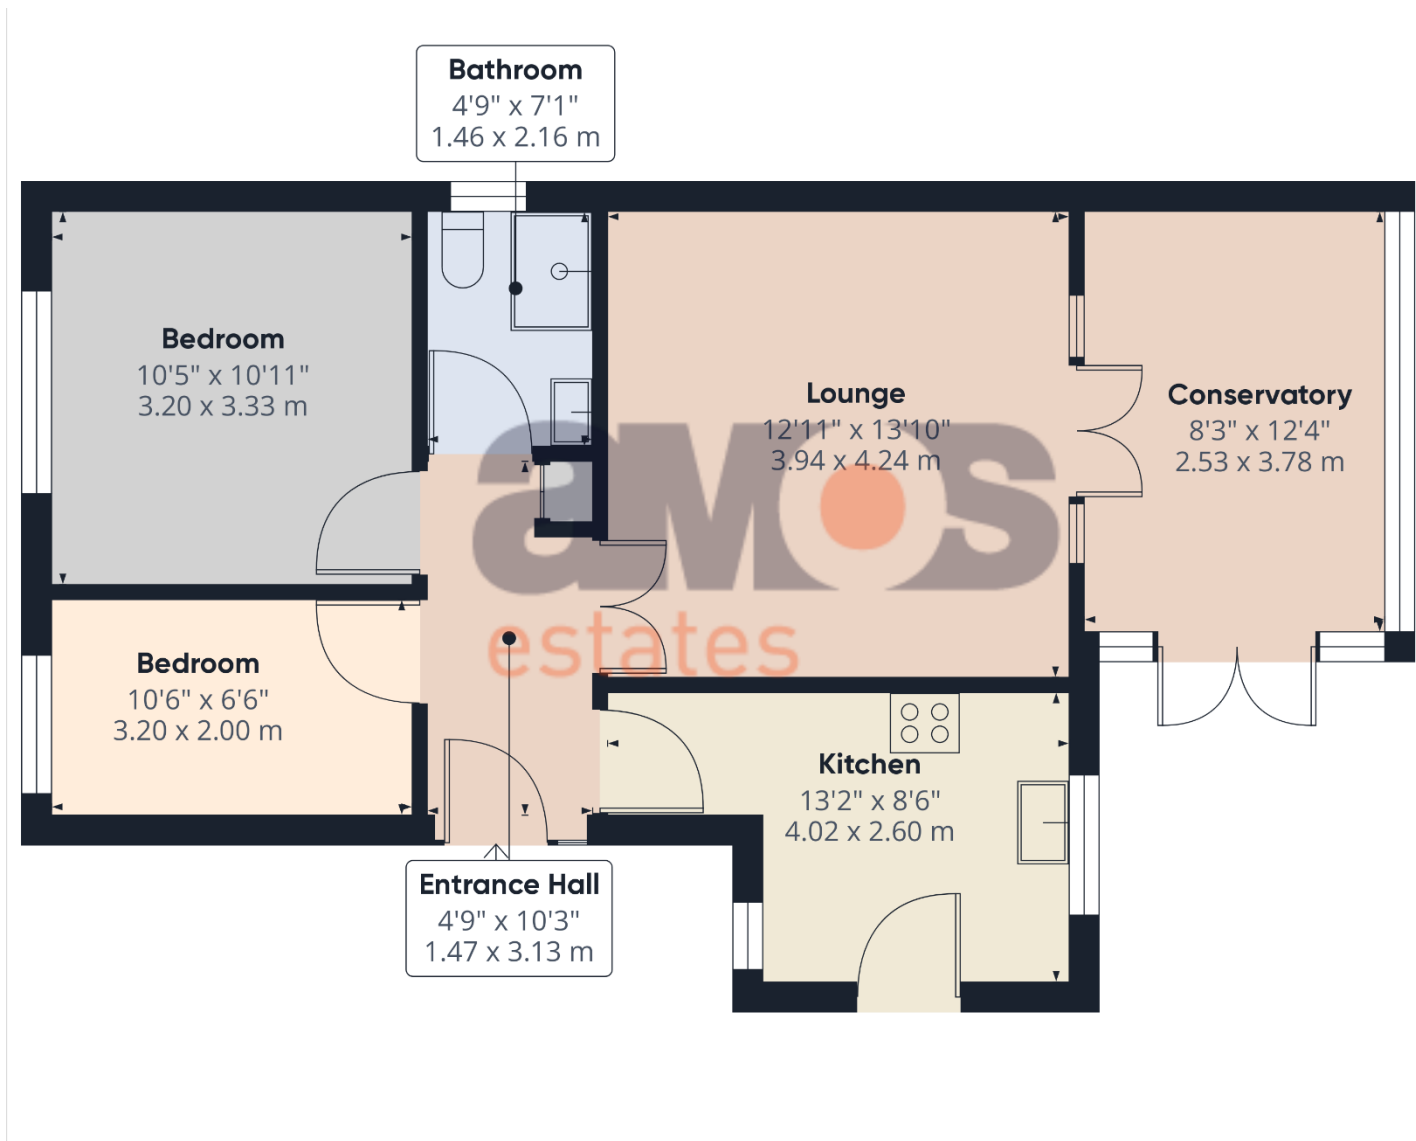 Bathroom
4'9" x 7'1"
1.46 x 2.16 m
Bedroom
10'5" x 10'11"
3.20 x 3.33 m
Lounge
12'11" x 13'10"
3.94 x 4.24 m
Conservatory
8'3" x 12'4"
2.53 x 3.78 m
amos
estates
Bedroom
10'6" x 6'6"
3.20 x 2.00 m
Kitchen
13'2" x 8'6"
4.02 x 2.60 m
Entrance Hall
4'9" x 10'3"
1.47 x 3.13 m